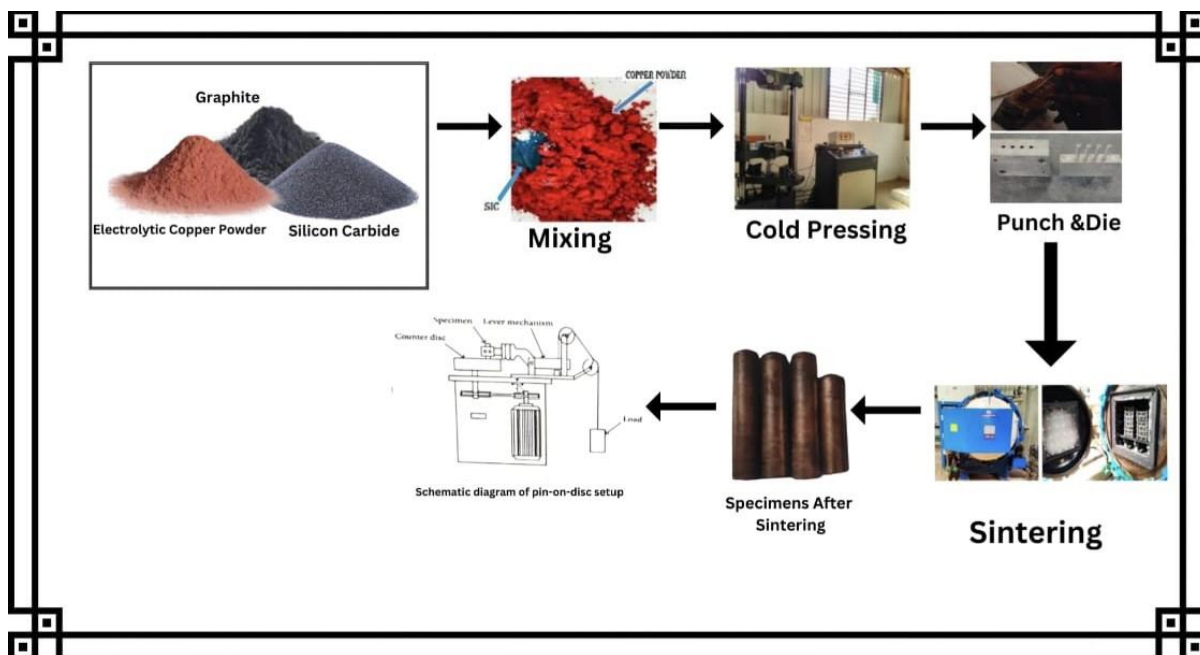 Graphite
Electrolytic Copper Powder
Silicon Carbide
COPPER POWDER
SIC
Mixing
Cold Pressing
Punch &Die
Specimen
Lever mechanism
Counter disc
Load
Schematic diagram of pin-on-disc setup
Specimens After
Sintering
Sintering